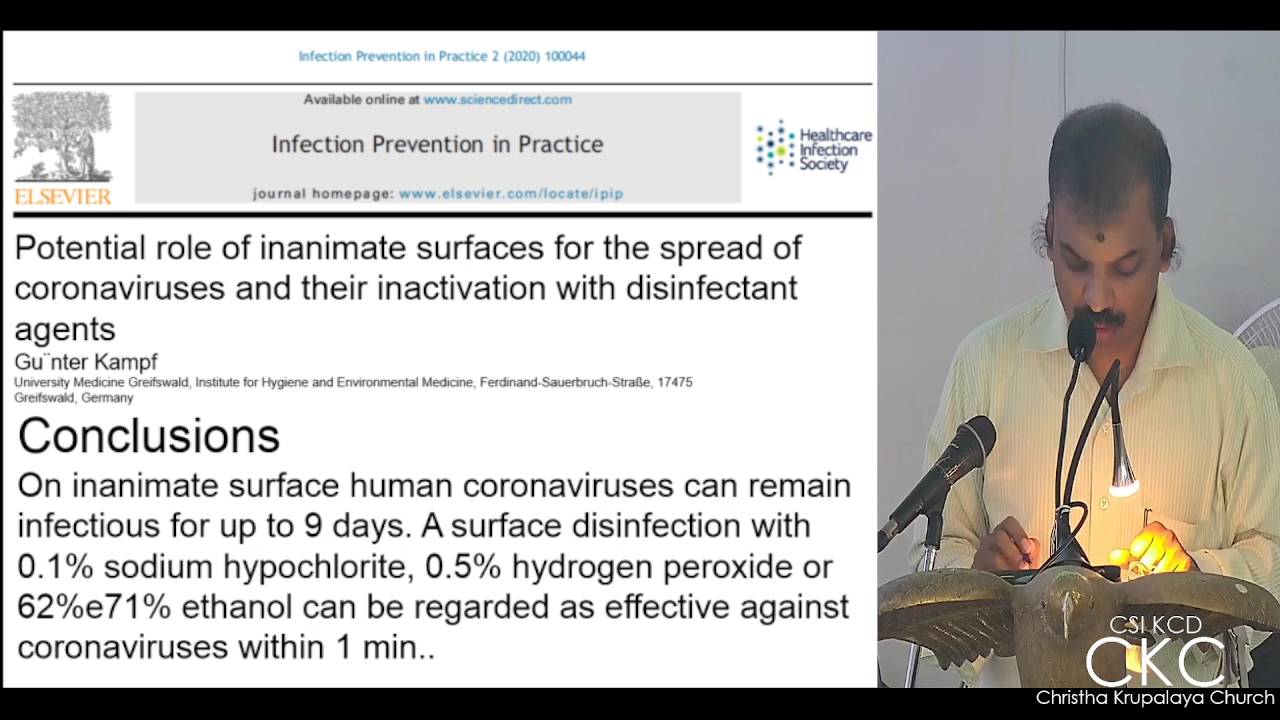 Infection Prevention in Practice 2 (2020) 100044
Available online at www.sciencedirect.com
Infection Prevention in Practice
journal homepage: www.elsevier.com/locate/ipip
ELSEVIER
Healthcare
Infection
Society
Potential role of inanimate surfaces for the spread of
coronaviruses and their inactivation with disinfectant
agents
Gu¨nter Kampf
University Medicine Greifswald, Institute for Hygiene and Environmental Medicine, Ferdinand-Sauerbruch-Straße, 17475
Greifswald, Germany
Conclusions
On inanimate surface human coronaviruses can remain
infectious for up to 9 days. A surface disinfection with
0.1% sodium hypochlorite, 0.5% hydrogen peroxide or
62%e71% ethanol can be regarded as effective against
coronaviruses within 1 min..
CSI KCD
CKC
Christha Krupalaya Church